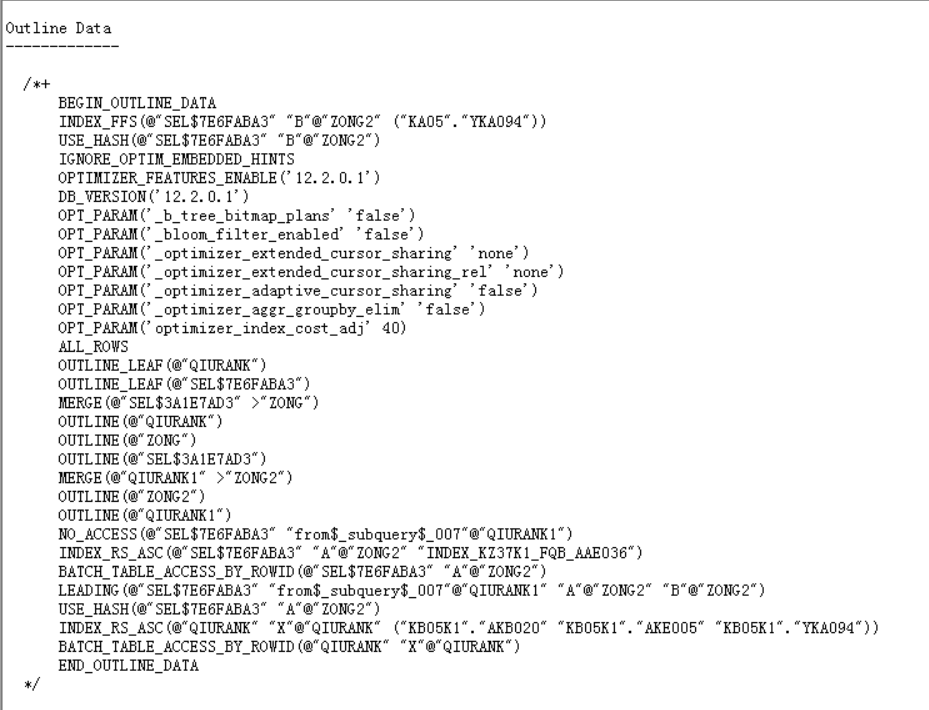 Outline Data
-------------
/*+
BEGIN_OUTLINE_DATA
INDEX_FFS(@"SEL$7E6FABA3" "B"@"ZONG2" ("KA05"."YKA094"))
USE_HASH(@"SEL$7E6FABA3" "B"@"ZONG2")
IGNORE_OPTIM_EMBEDDED_HINTS
OPTIMIZER_FEATURES_ENABLE('12.2.0.1')
DB_VERSION('12.2.0.1')
OPT_PARAM('_b_tree_bitmap_plans' 'false')
OPT_PARAM('_bloom_filter_enabled' 'false')
OPT_PARAM('_optimizer_extended_cursor_sharing' 'none')
OPT_PARAM('_optimizer_extended_cursor_sharing_rel' 'none')
OPT_PARAM('_optimizer_adaptive_cursor_sharing' 'false')
OPT_PARAM('_optimizer_aggr_groupby_elim' 'false')
OPT_PARAM('optimizer_index_cost_adj' 40)
ALL_ROWS
OUTLINE_LEAF(@"QIURANK")
OUTLINE_LEAF(@"SEL$7E6FABA3")
MERGE(@"SEL$3A1E7AD3" >"ZONG")
OUTLINE(@"QIURANK")
OUTLINE(@"ZONG")
OUTLINE(@"SEL$3A1E7AD3")
MERGE(@"QIURANK1" >"ZONG2")
OUTLINE(@"ZONG2")
OUTLINE(@"QIURANK1")
NO_ACCESS(@"SEL$7E6FABA3" "from$_subquery$_007"@"QIURANK1")
INDEX_RS_ASC(@"SEL$7E6FABA3" "A"@"ZONG2" "INDEX_KZ37K1_FQB_AAE036")
BATCH_TABLE_ACCESS_BY_ROWID(@"SEL$7E6FABA3" "A"@"ZONG2")
LEADING(@"SEL$7E6FABA3" "from$_subquery$_007"@"QIURANK1" "A"@"ZONG2" "B"@"ZONG2")
USE_HASH(@"SEL$7E6FABA3" "A"@"ZONG2")
INDEX_RS_ASC(@"QIURANK" "X"@"QIURANK" ("KB05K1"."AKB020" "KB05K1"."AKE005" "KB05K1"."YKA094"))
BATCH_TABLE_ACCESS_BY_ROWID(@"QIURANK" "X"@"QIURANK")
END_OUTLINE_DATA
*/